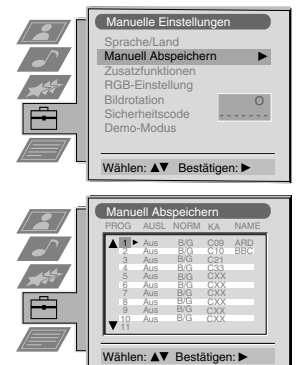 Manuelle Einstellungen
Sprache/Land
Manuell Abspeichern ▶
Zusatzfunktionen
RGB-Einstellung
Bildrotation O
Sicherheitscode - - - - - - -
Demo-Modus
Wählen: ▲▼ Bestätigen: ▶
Manuell Abspeichern
PROG AUSL NORM KA NAME
▲ 1 ▶ Aus B/G C09 ARD
2 Aus B/G C10 BBC
3 Aus B/G C21
4 Aus B/G C33
5 Aus B/G CXX
6 Aus B/G CXX
7 Aus B/G CXX
8 Aus B/G CXX
9 Aus B/G CXX
10 Aus B/G CXX
▼ 11
Wählen: ▲▼ Bestätigen: ▶